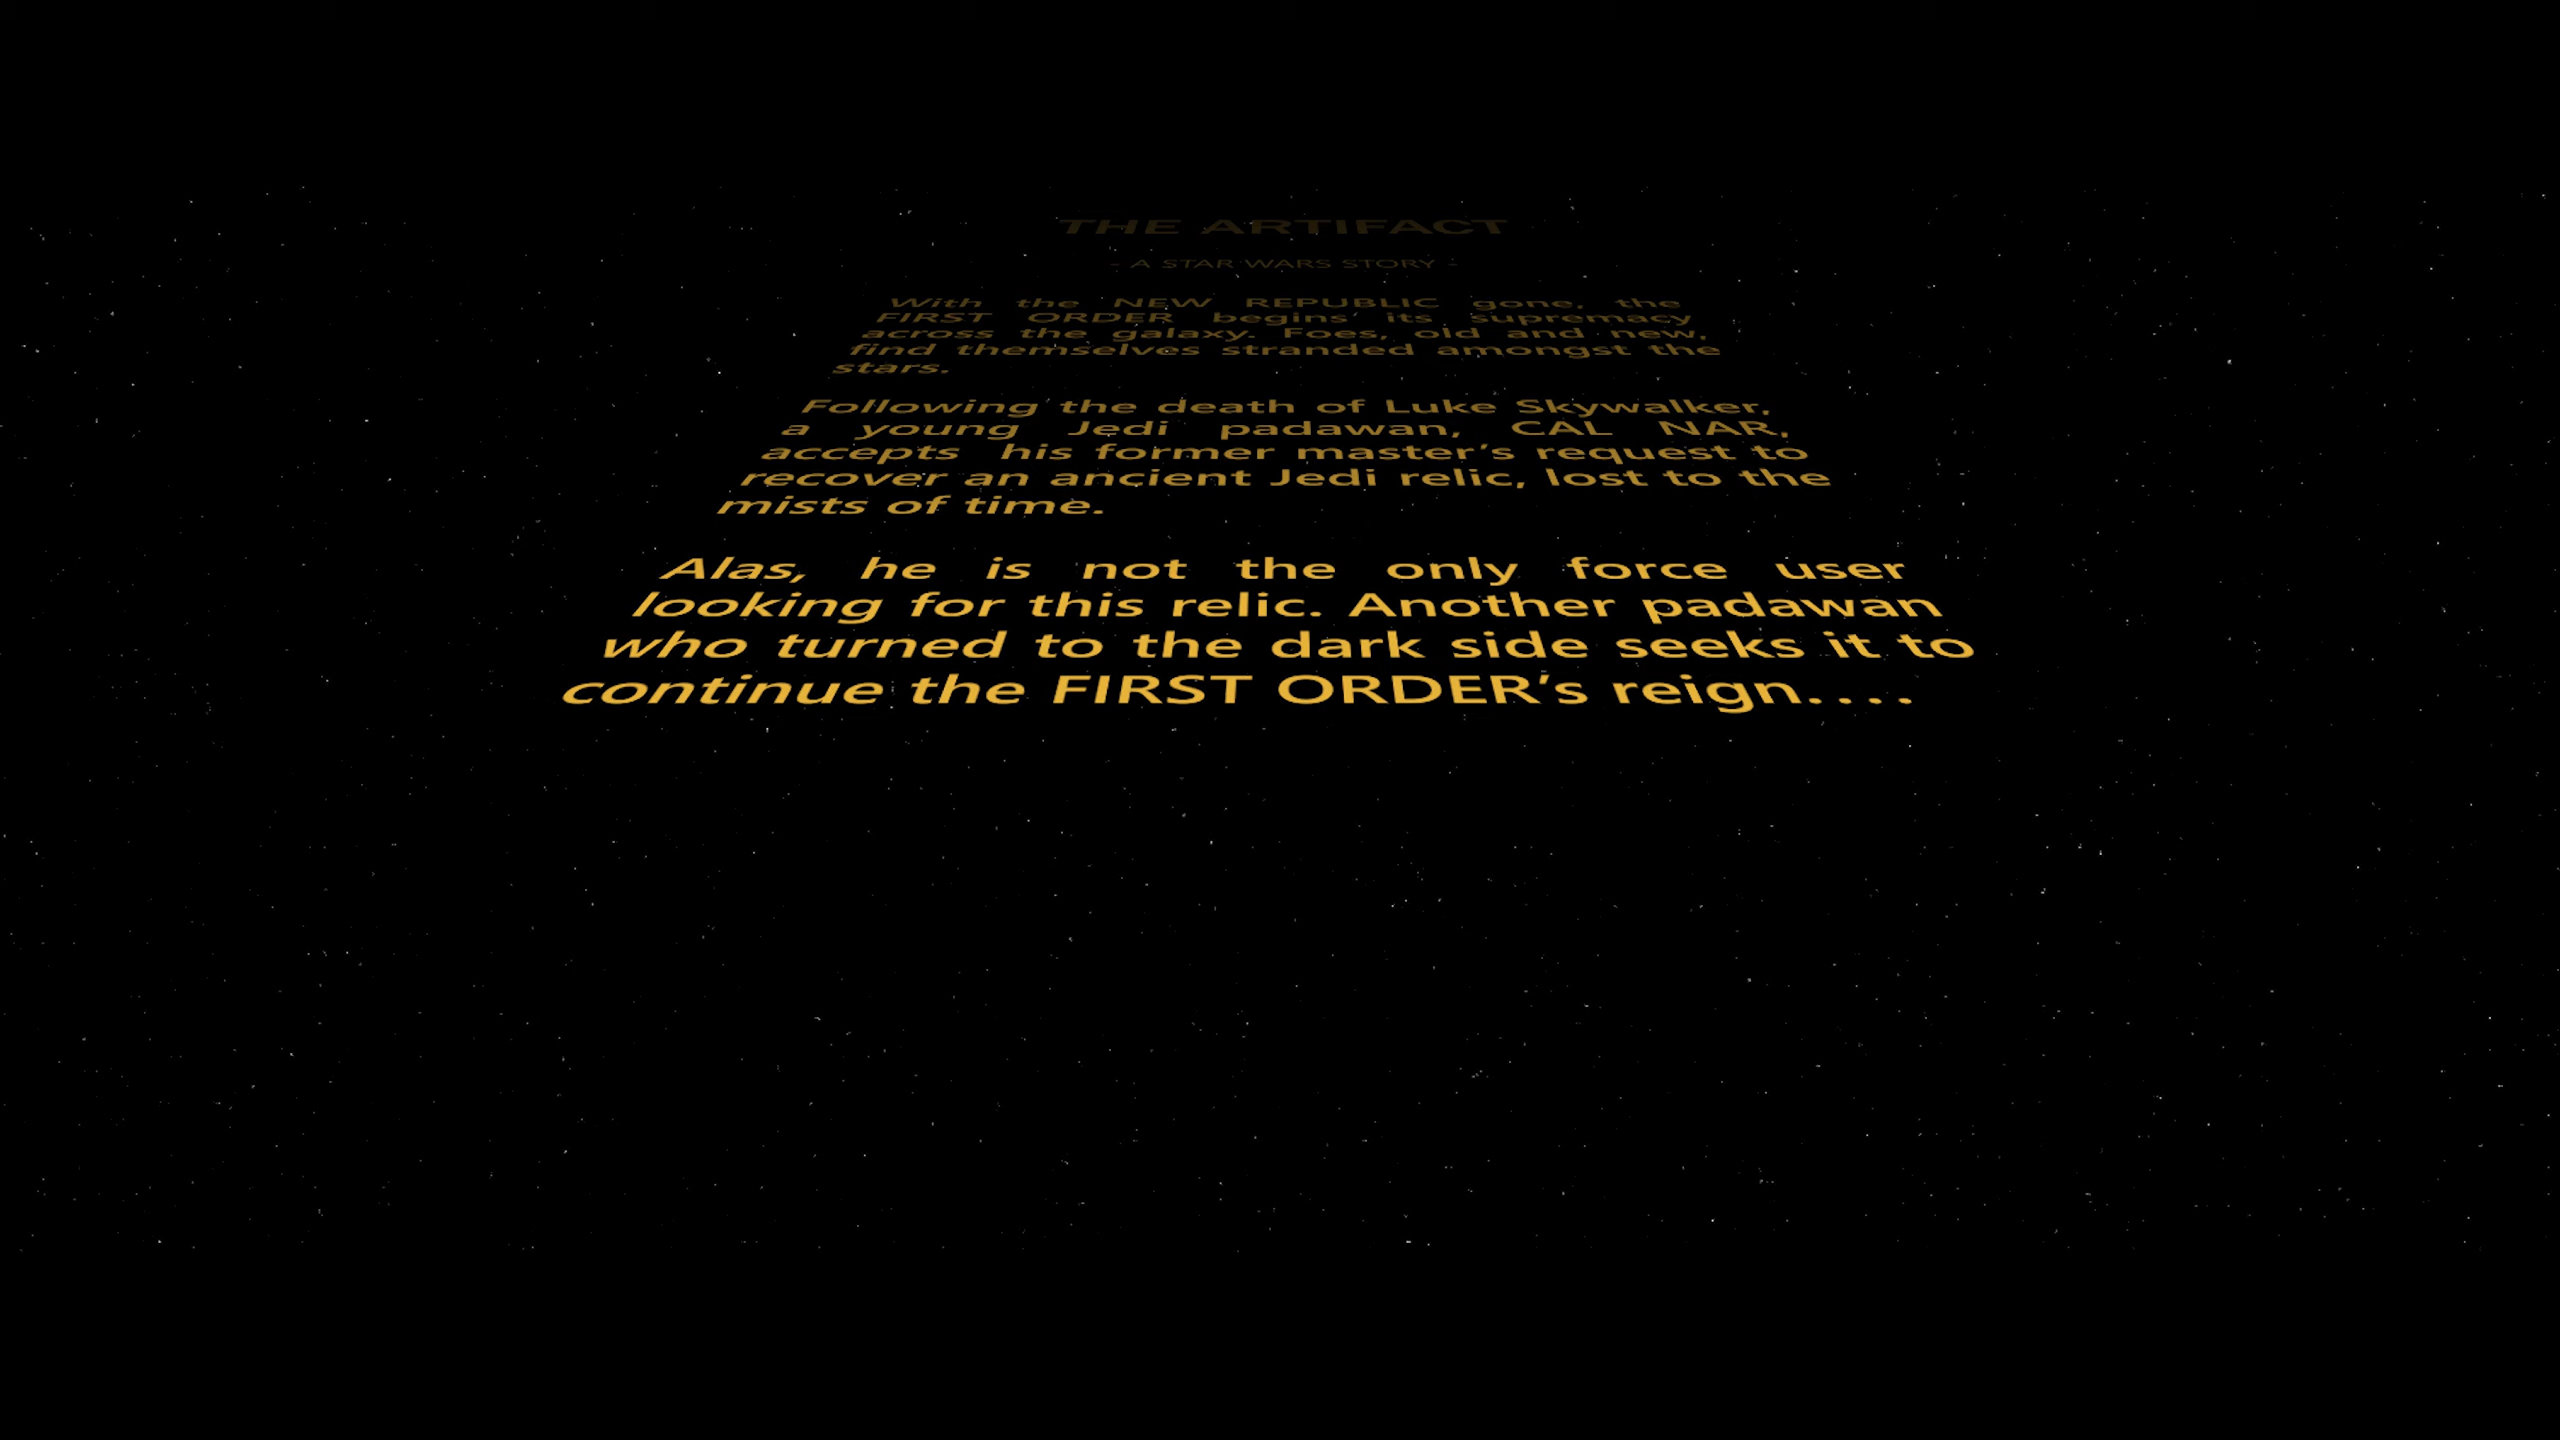 THE ARTIFACT
- A STAR WARS STORY -
With the NEW REPUBLIC gone, the
FIRST ORDER begins' its supremacy
across the galaxy. Foes, old and new,
find themselves stranded amongst the
stars.
Following the death of Luke Skywalker,
a young Jedi padawan, CAL NAR,
accepts his former master's request to
recover an ancient Jedi relic, lost to the
mists of time.
Alas, he is not the only force user
looking for this relic. Another padawan
who turned to the dark side seeks it to
continue the FIRST ORDER's reign....